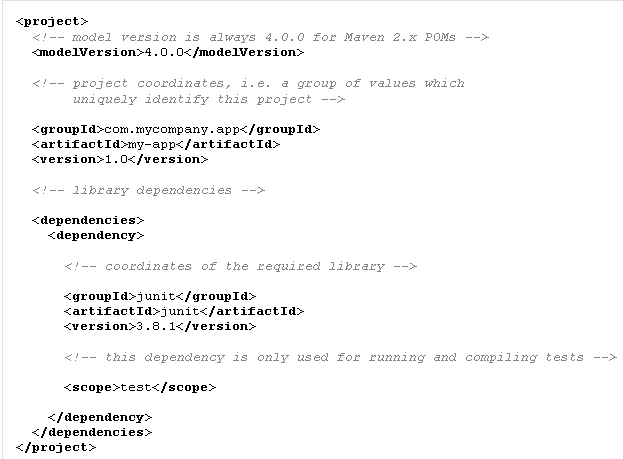 <project>
<!-- model version is always 4.0.0 for Maven 2.x POMs -->
<modelVersion>4.0.0</modelVersion>
<!-- project coordinates, i.e. a group of values which
uniquely identify this project -->
<groupId>com.mycompany.app</groupId>
<artifactId>my-app</artifactId>
<version>1.0</version>
<!-- library dependencies -->
<dependencies>
<dependency>
<!-- coordinates of the required library -->
<groupId>junit</groupId>
<artifactId>junit</artifactId>
<version>3.8.1</version>
<!-- this dependency is only used for running and compiling tests -->
<scope>test</scope>
</dependency>
</dependencies>
</project>